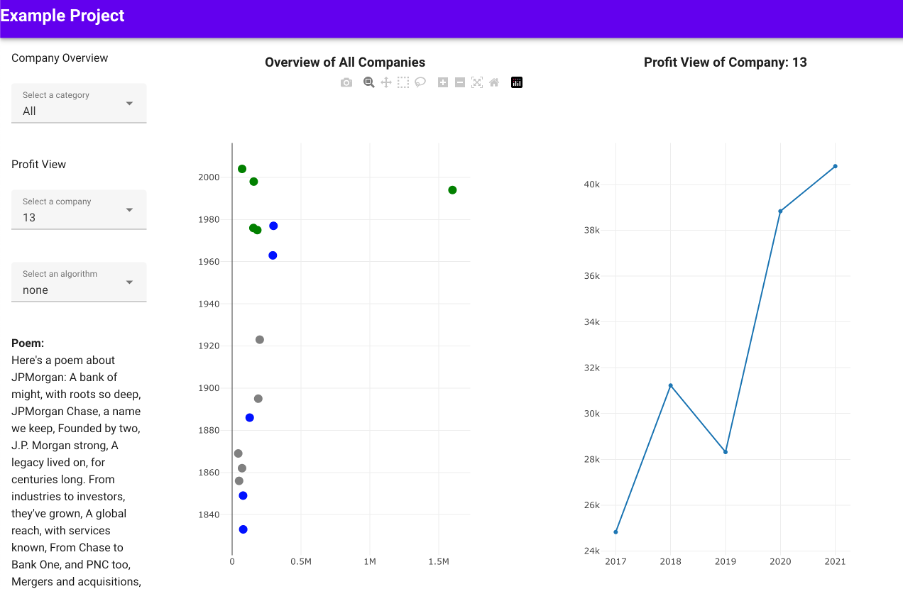 Example Project
Company Overview
Select a category
All
Profit View
Select a company
13
Select an algorithm
none
Poem:
Here's a poem about
JPMorgan: A bank of
might, with roots so deep,
JPMorgan Chase, a name
we keep, Founded by two,
J.P. Morgan strong, A
legacy lived on, for
centuries long. From
industries to investors,
they've grown, A global
reach, with services
known, From Chase to
Bank One, and PNC too,
Mergers and acquisitions,
Overview of All Companies
2000
1980
1960
1940
1920
1900
1880
1860
1840
0 0.5M 1M 1.5M
Profit View of Company: 13
40k
38k
36k
34k
32k
30k
28k
26k
24k
2017 2018 2019 2020 2021